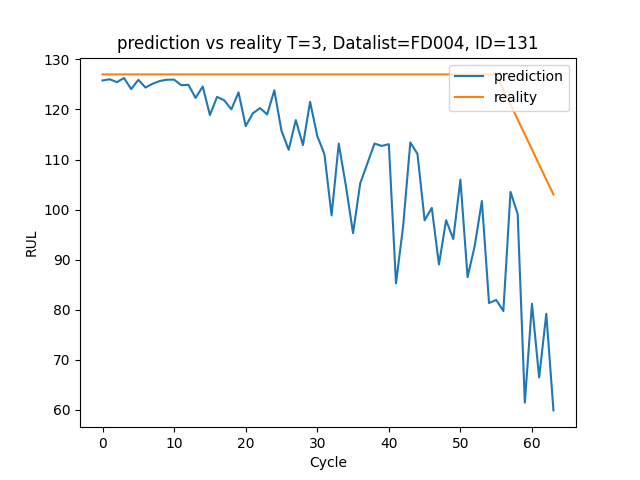 prediction vs reality T=3, Datalist=FD004, ID=131
prediction
reality
RUL
130
120
110
100
90
80
70
60
0 10 20 30 40 50 60
Cycle